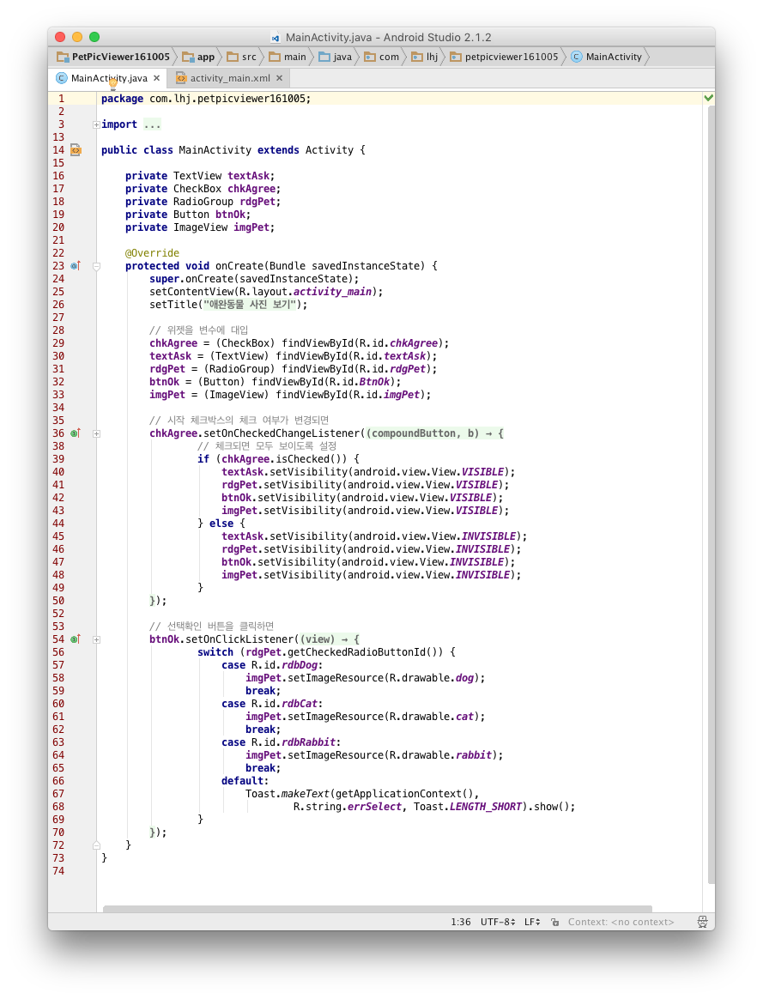 MainActivity.java - Android Studio 2.1.2
PetPicViewer161005 app src main java com lhj petpicviewer161005 MainActivity
MainActivity.java activity_main.xml
1 package com.lhj.petpicviewer161005;
2
3 import ...
13
14 public class MainActivity extends Activity {
15
16 private TextView textAsk;
17 private CheckBox chkAgree;
18 private RadioGroup rdgPet;
19 private Button btnOk;
20 private ImageView imgPet;
21
22 @Override
23 protected void onCreate(Bundle savedInstanceState) {
24 super.onCreate(savedInstanceState);
25 setContentView(R.layout.activity_main);
26 setTitle("애완동물 사진 보기");
27
28 // 위젯을 변수에 대입
29 chkAgree = (CheckBox) findViewById(R.id.chkAgree);
30 textAsk = (TextView) findViewById(R.id.textAsk);
31 rdgPet = (RadioGroup) findViewById(R.id.rdgPet);
32 btnOk = (Button) findViewById(R.id.BtnOk);
33 imgPet = (ImageView) findViewById(R.id.imgPet);
34
35 // 시작 체크박스의 체크 여부가 변경되면
36 chkAgree.setOnCheckedChangeListener((compoundButton, b) → {
38 // 체크되면 모두 보이도록 설정
39 if (chkAgree.isChecked()) {
40 textAsk.setVisibility(android.view.View.VISIBLE);
41 rdgPet.setVisibility(android.view.View.VISIBLE);
42 btnOk.setVisibility(android.view.View.VISIBLE);
43 imgPet.setVisibility(android.view.View.VISIBLE);
44 } else {
45 textAsk.setVisibility(android.view.View.INVISIBLE);
46 rdgPet.setVisibility(android.view.View.INVISIBLE);
47 btnOk.setVisibility(android.view.View.INVISIBLE);
48 imgPet.setVisibility(android.view.View.INVISIBLE);
49 }
50 });
52
53 // 선택확인 버튼을 클릭하면
54 btnOk.setOnClickListener((view) → {
56 switch (rdgPet.getCheckedRadioButtonId()) {
57 case R.id.rdbDog:
58 imgPet.setImageResource(R.drawable.dog);
59 break;
60 case R.id.rdbCat:
61 imgPet.setImageResource(R.drawable.cat);
62 break;
63 case R.id.rdbRabbit:
64 imgPet.setImageResource(R.drawable.rabbit);
65 break;
66 default:
67 Toast.makeText(getApplicationContext(),
68 R.string.errSelect, Toast.LENGTH_SHORT).show();
69 }
70 });
72 }
73 }
74
1:36 UTF-8 LF Context: <no context>